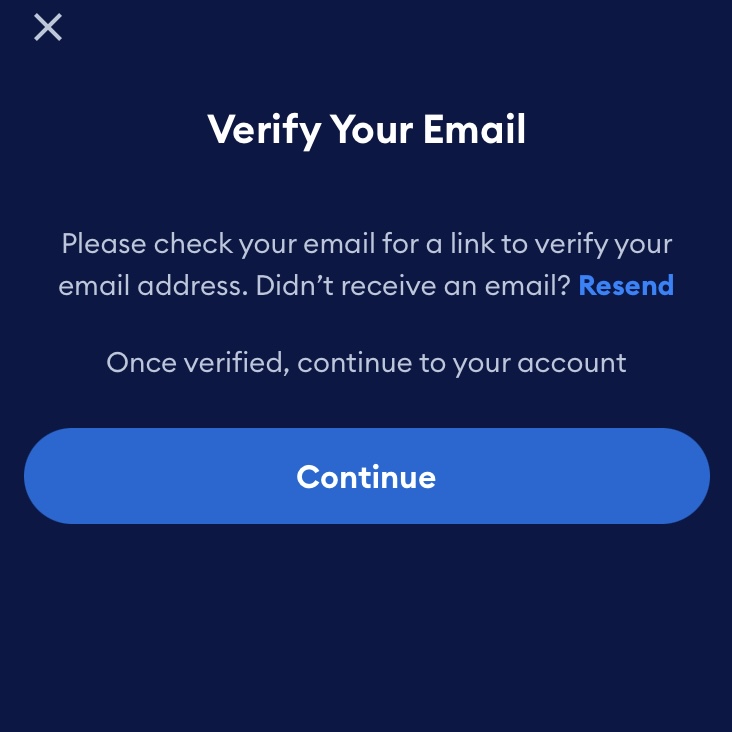 Verify Your Email
Please check your email for a link to verify your
email address. Didn’t receive an email? Resend
Once verified, continue to your account
Continue